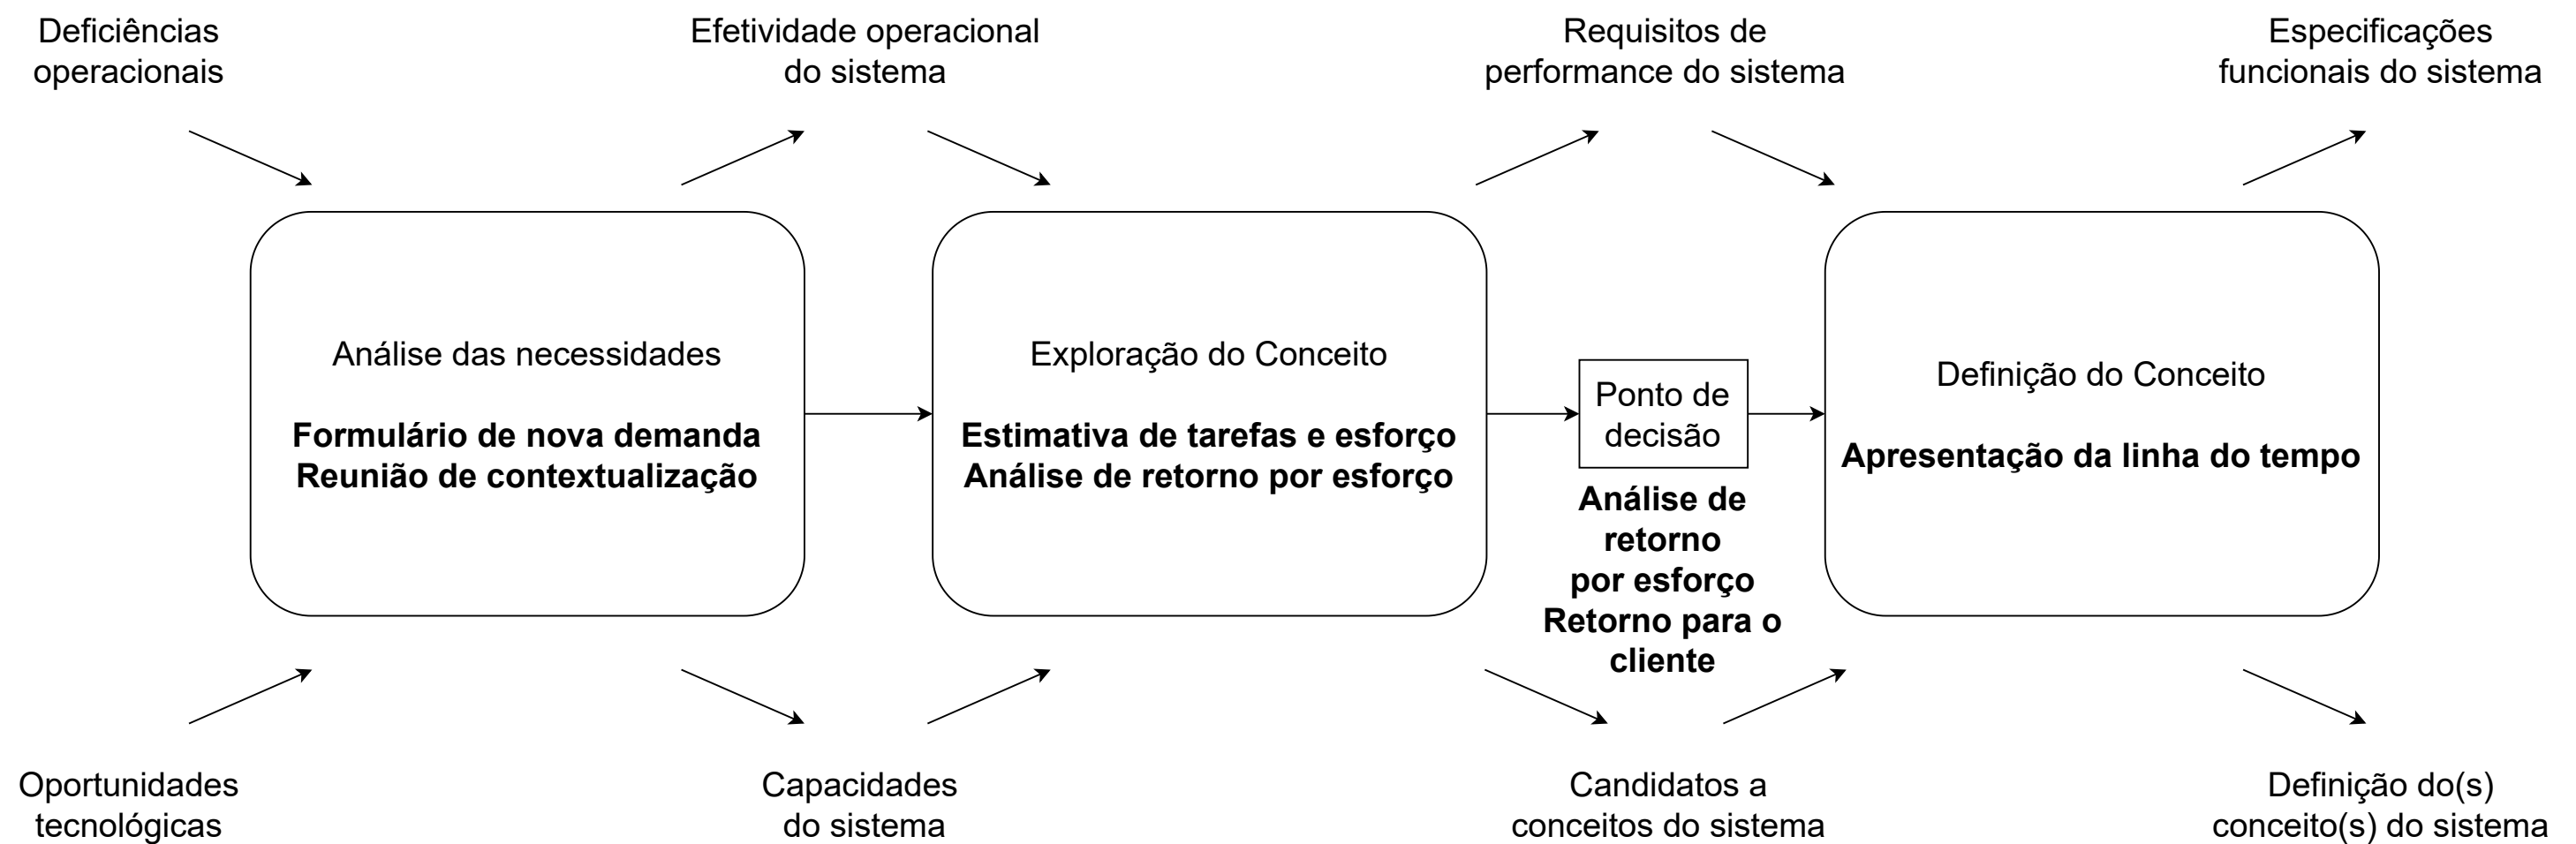 Deficiências
operacionais
Efetividade operacional
do sistema
Requisitos de
performance do sistema
Especificações
funcionais do sistema
Análise das necessidades
Formulário de nova demanda
Reunião de contextualização
Exploração do Conceito
Estimativa de tarefas e esforço
Análise de retorno por esforço
Ponto de
decisão
Análise de
retorno
por esforço
Retorno para o
cliente
Definição do Conceito
Apresentação da linha do tempo
Oportunidades
tecnológicas
Capacidades
do sistema
Candidatos a
conceitos do sistema
Definição do(s)
conceito(s) do sistema